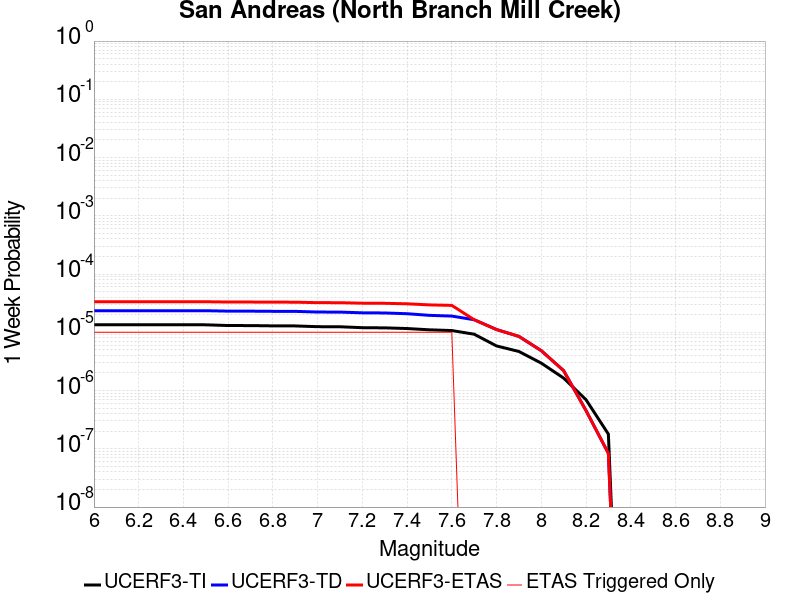 San Andreas (North Branch Mill Creek)
10^0
10^-1
10^-2
10^-3
10^-4
10^-5
10^-6
10^-7
10^-8
1 Week Probability
6 6.2 6.4 6.6 6.8 7 7.2 7.4 7.6 7.8 8 8.2 8.4 8.6 8.8 9
Magnitude
UCERF3-TI UCERF3-TD UCERF3-ETAS ETAS Triggered Only